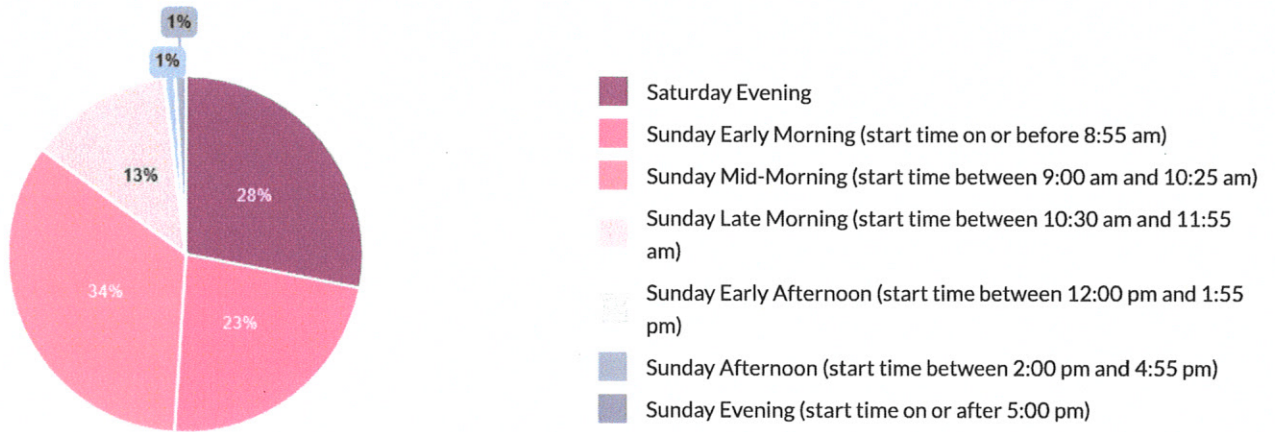 1%
1%
13%
28%
34%
23%
Saturday Evening
Sunday Early Morning (start time on or before 8:55 am)
Sunday Mid-Morning (start time between 9:00 am and 10:25 am)
Sunday Late Morning (start time between 10:30 am and 11:55
am)
Sunday Early Afternoon (start time between 12:00 pm and 1:55
pm)
Sunday Afternoon (start time between 2:00 pm and 4:55 pm)
Sunday Evening (start time on or after 5:00 pm)